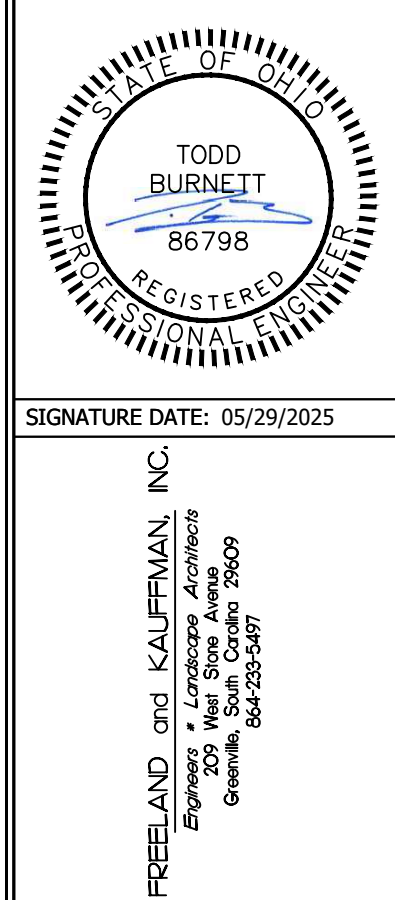 STATE OF OHIO
TODD
BURNETT
86798
REGISTERED
PROFESSIONAL ENGINEER
SIGNATURE DATE: 05/29/2025
FREELAND and KAUFFMAN, INC.
Engineers * Landscape Architects
209 West Stone Avenue
Greenville, South Carolina 29609
864-233-5497